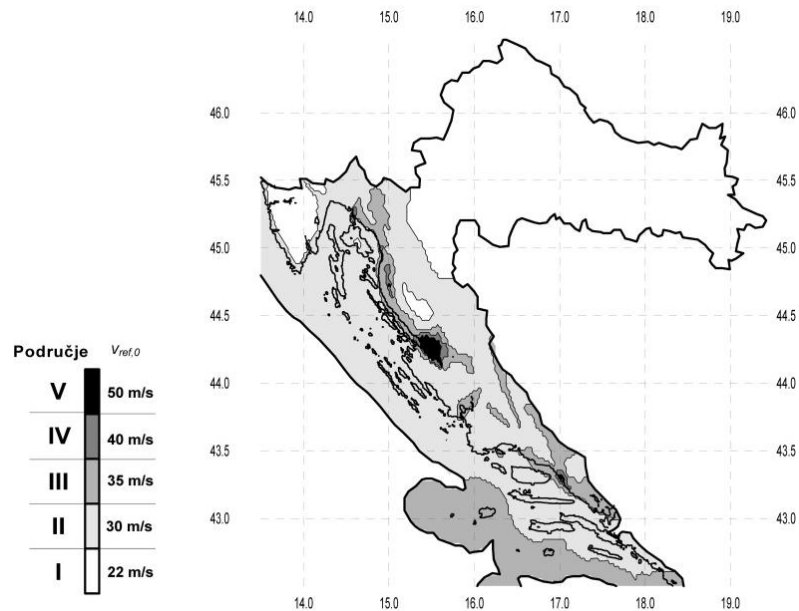 14.0 15.0 16.0 17.0 18.0 19.0
46.0 46.0
45.5 45.5
45.0 45.0
44.5 44.5
44.0 44.0
43.5 43.5
43.0 43.0
14.0 15.0 16.0 17.0 18.0 19.0
Područje Vref,0
V 50 m/s
IV 40 m/s
III 35 m/s
II 30 m/s
I 22 m/s